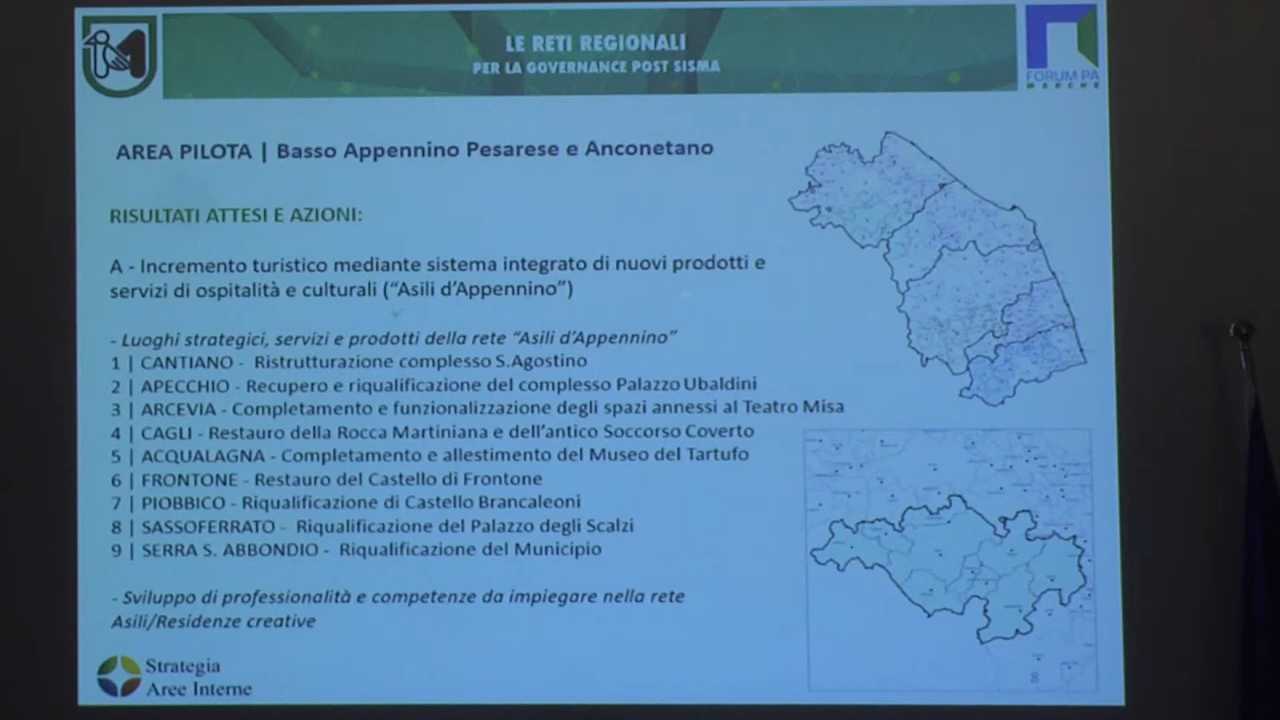 LE RETI REGIONALI
PER LA GOVERNANCE POST SISMA
FORUM PA
MARCHE
AREA PILOTA | Basso Appennino Pesarese e Anconetano
RISULTATI ATTESI E AZIONI:
A - Incremento turistico mediante sistema integrato di nuovi prodotti e
servizi di ospitalità e culturali (“Asili d’Appennino”)
- Luoghi strategici, servizi e prodotti della rete “Asili d’Appennino”
1 | CANTIANO - Ristrutturazione complesso S.Agostino
2 | APECCHIO - Recupero e riqualificazione del complesso Palazzo Ubaldini
3 | ARCEVIA - Completamento e funzionalizzazione degli spazi annessi al Teatro Misa
4 | CAGLI - Restauro della Rocca Martiniana e dell’antico Soccorso Coverto
5 | ACQUALAGNA - Completamento e allestimento del Museo del Tartufo
6 | FRONTONE - Restauro del Castello di Frontone
7 | PIOBBICO - Riqualificazione di Castello Brancaleoni
8 | SASSOFERRATO - Riqualificazione del Palazzo degli Scalzi
9 | SERRA S. ABBONDIO - Riqualificazione del Municipio
- Sviluppo di professionalità e competenze da impiegare nella rete
Asili/Residenze creative
Strategia
Aree Interne
8